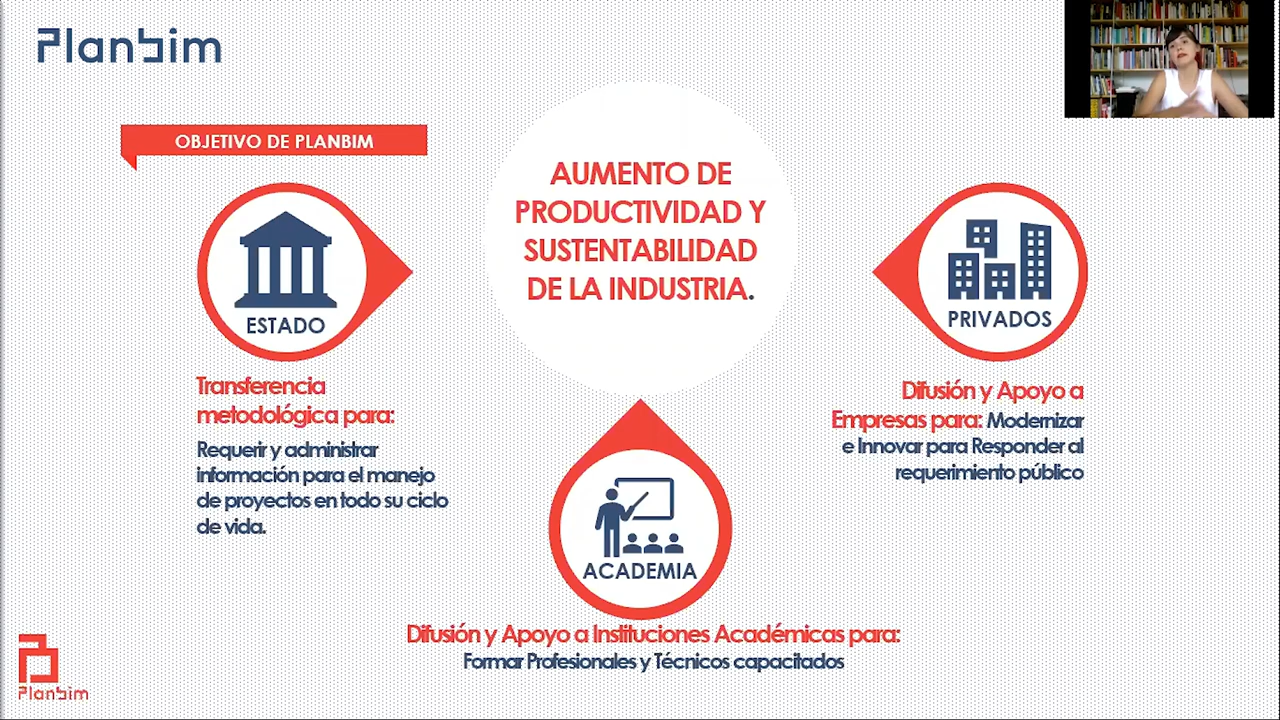 Planbim
OBJETIVO DE PLANBIM
AUMENTO DE
PRODUCTIVIDAD Y
SUSTENTABILIDAD
DE LA INDUSTRIA.
ESTADO
Transferencia
metodológica para:
Requerir y administrar
información para el manejo
de proyectos en todo su ciclo
de vida.
PRIVADOS
Difusión y Apoyo a
Empresas para: Modernizar
e Innovar para Responder al
requerimiento público
ACADEMIA
Difusión y Apoyo a Instituciones Académicas para:
Formar Profesionales y Técnicos capacitados
Planbim